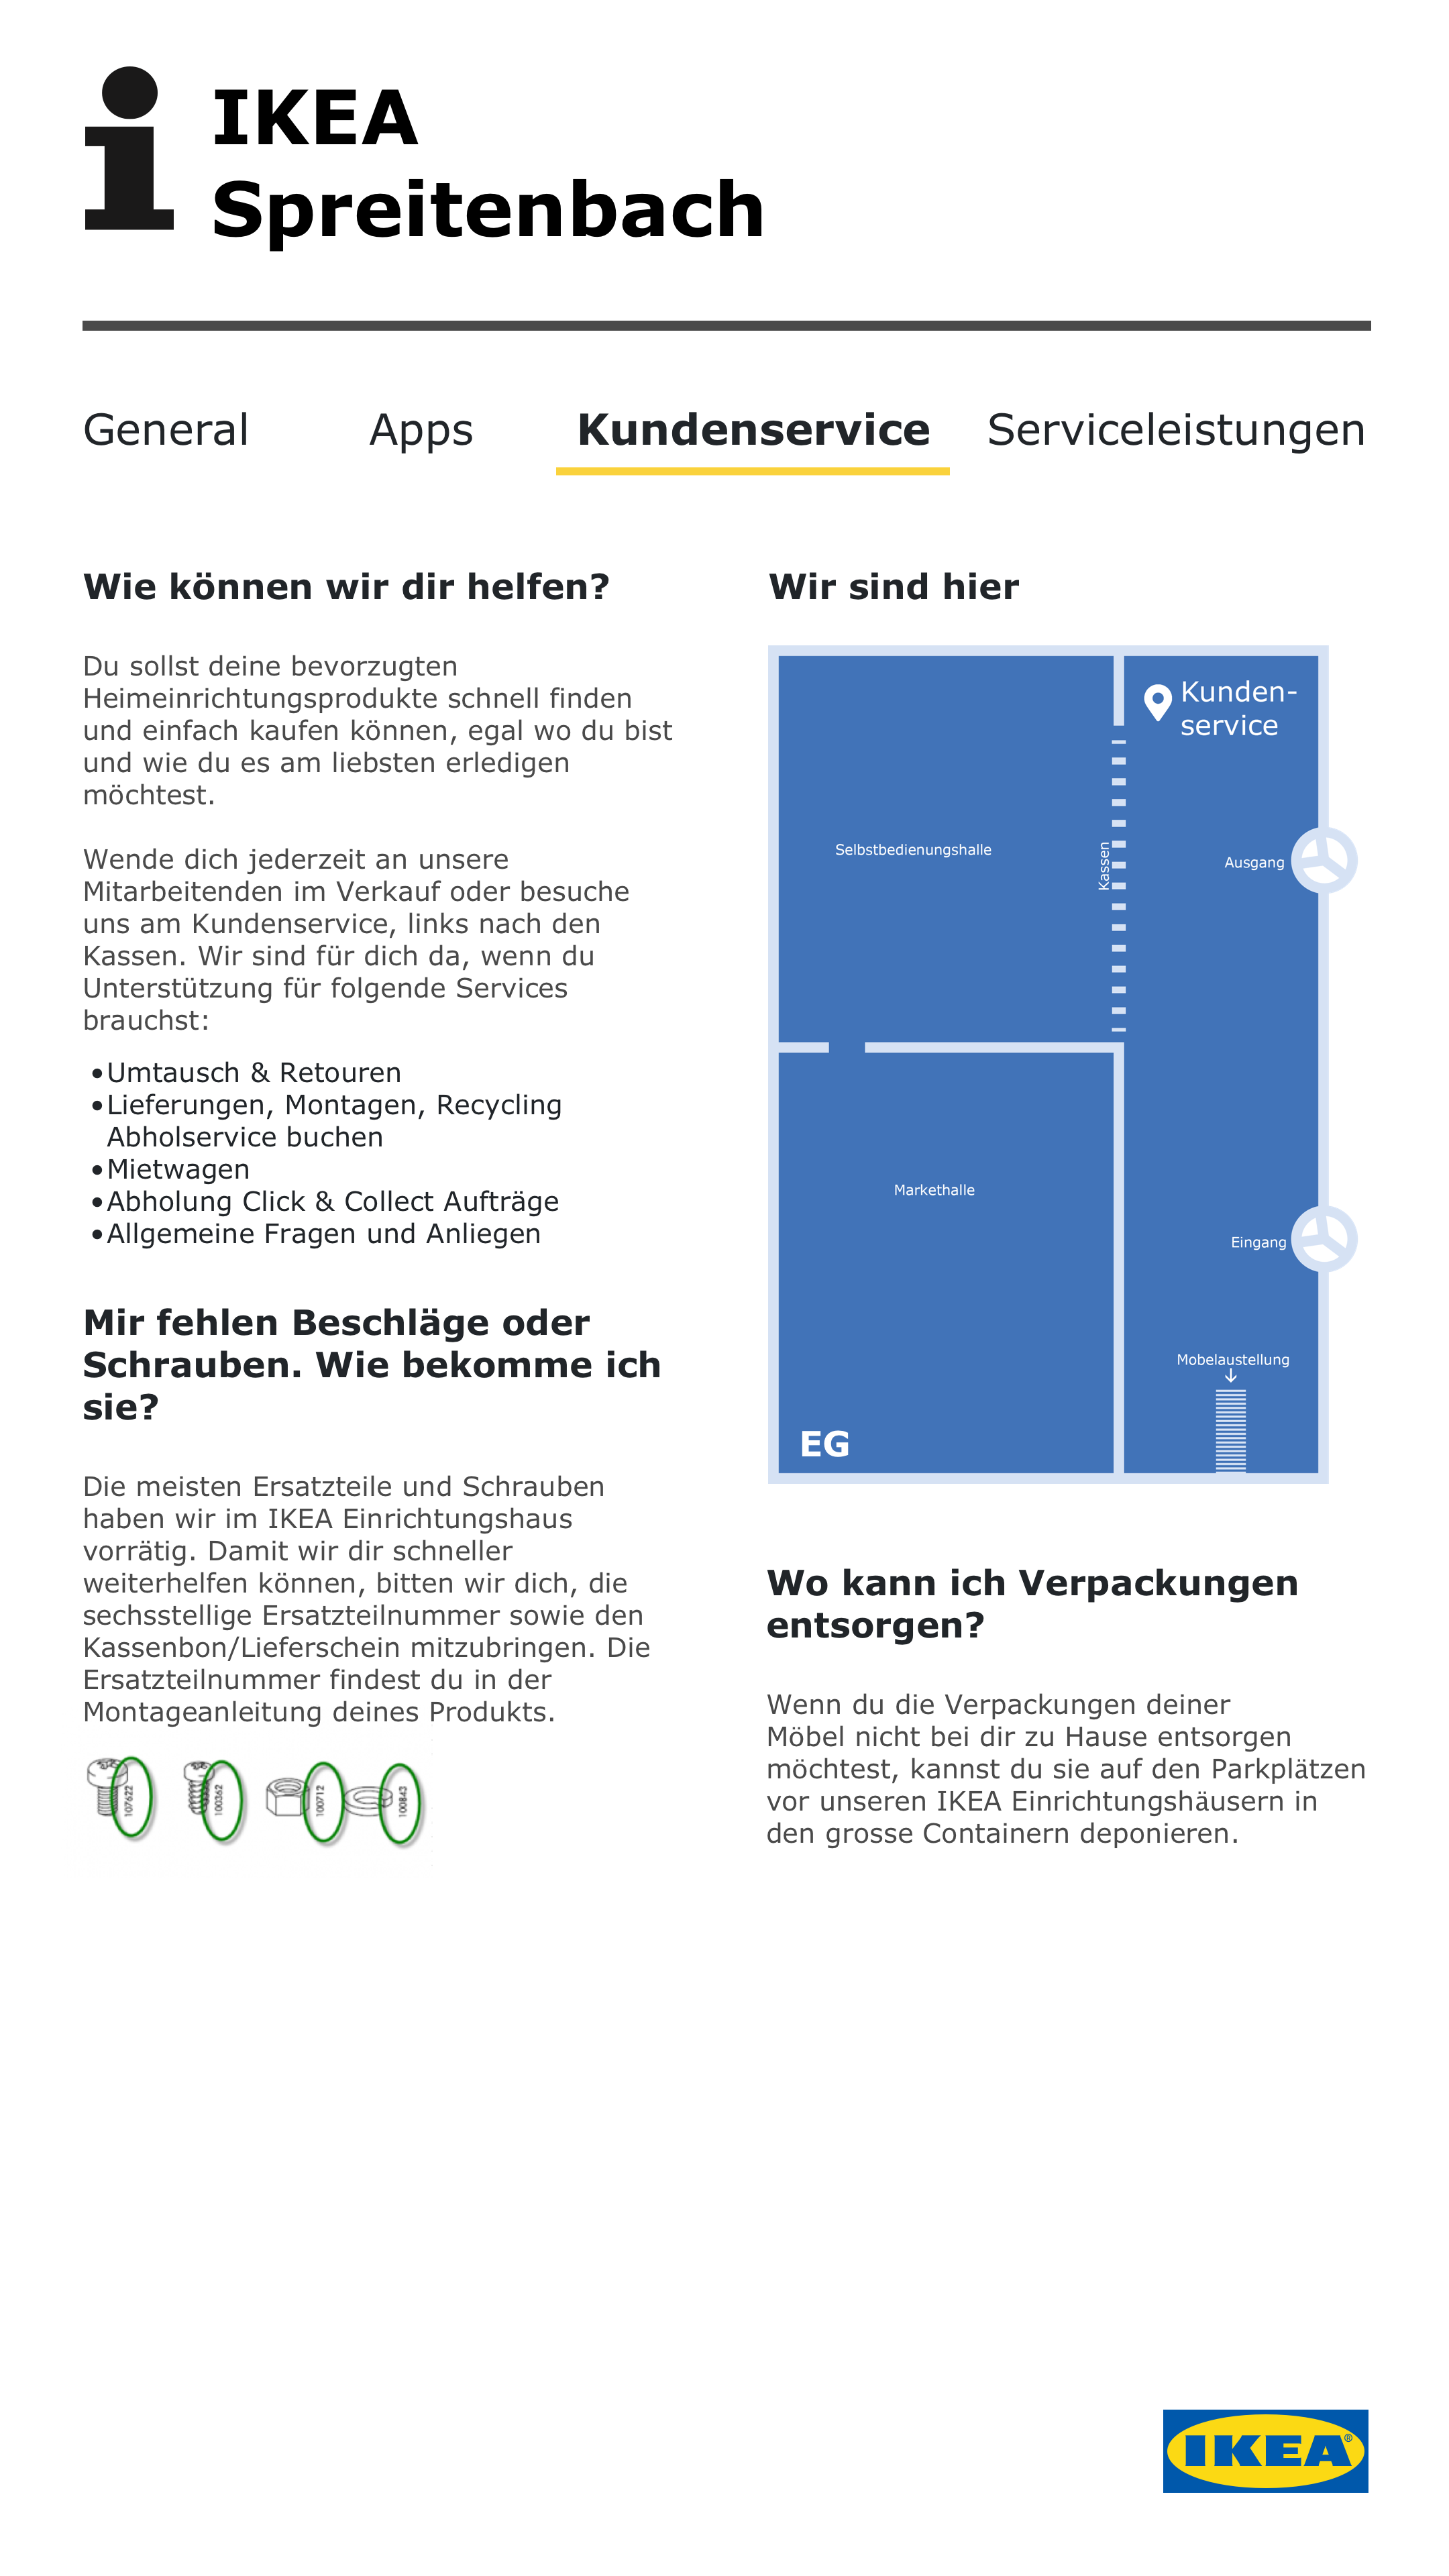 IKEA
Spreitenbach
General Apps Kundenservice Serviceleistungen
Wie können wir dir helfen?
Du sollst deine bevorzugten
Heimeinrichtungsprodukte schnell finden
und einfach kaufen können, egal wo du bist
und wie du es am liebsten erledigen
möchtest.
Wende dich jederzeit an unsere
Mitarbeitenden im Verkauf oder besuche
uns am Kundenservice, links nach den
Kassen. Wir sind für dich da, wenn du
Unterstützung für folgende Services
brauchst:
•Umtausch & Retouren
•Lieferungen, Montagen, Recycling
Abholservice buchen
•Mietwagen
•Abholung Click & Collect Aufträge
•Allgemeine Fragen und Anliegen
Mir fehlen Beschläge oder
Schrauben. Wie bekomme ich
sie?
Die meisten Ersatzteile und Schrauben
haben wir im IKEA Einrichtungshaus
vorrätig. Damit wir dir schneller
weiterhelfen können, bitten wir dich, die
sechsstellige Ersatzteilnummer sowie den
Kassenbon/Lieferschein mitzubringen. Die
Ersatzteilnummer findest du in der
Montageanleitung deines Produkts.
107622
100362
100712
100843
Wir sind hier
Kunden-
service
Selbstbedienungshalle
Kassen
Ausgang
Markethalle
Eingang
Mobelaustellung
EG
Wo kann ich Verpackungen
entsorgen?
Wenn du die Verpackungen deiner
Möbel nicht bei dir zu Hause entsorgen
möchtest, kannst du sie auf den Parkplätzen
vor unseren IKEA Einrichtungshäusern in
den grosse Containern deponieren.
IKEA®